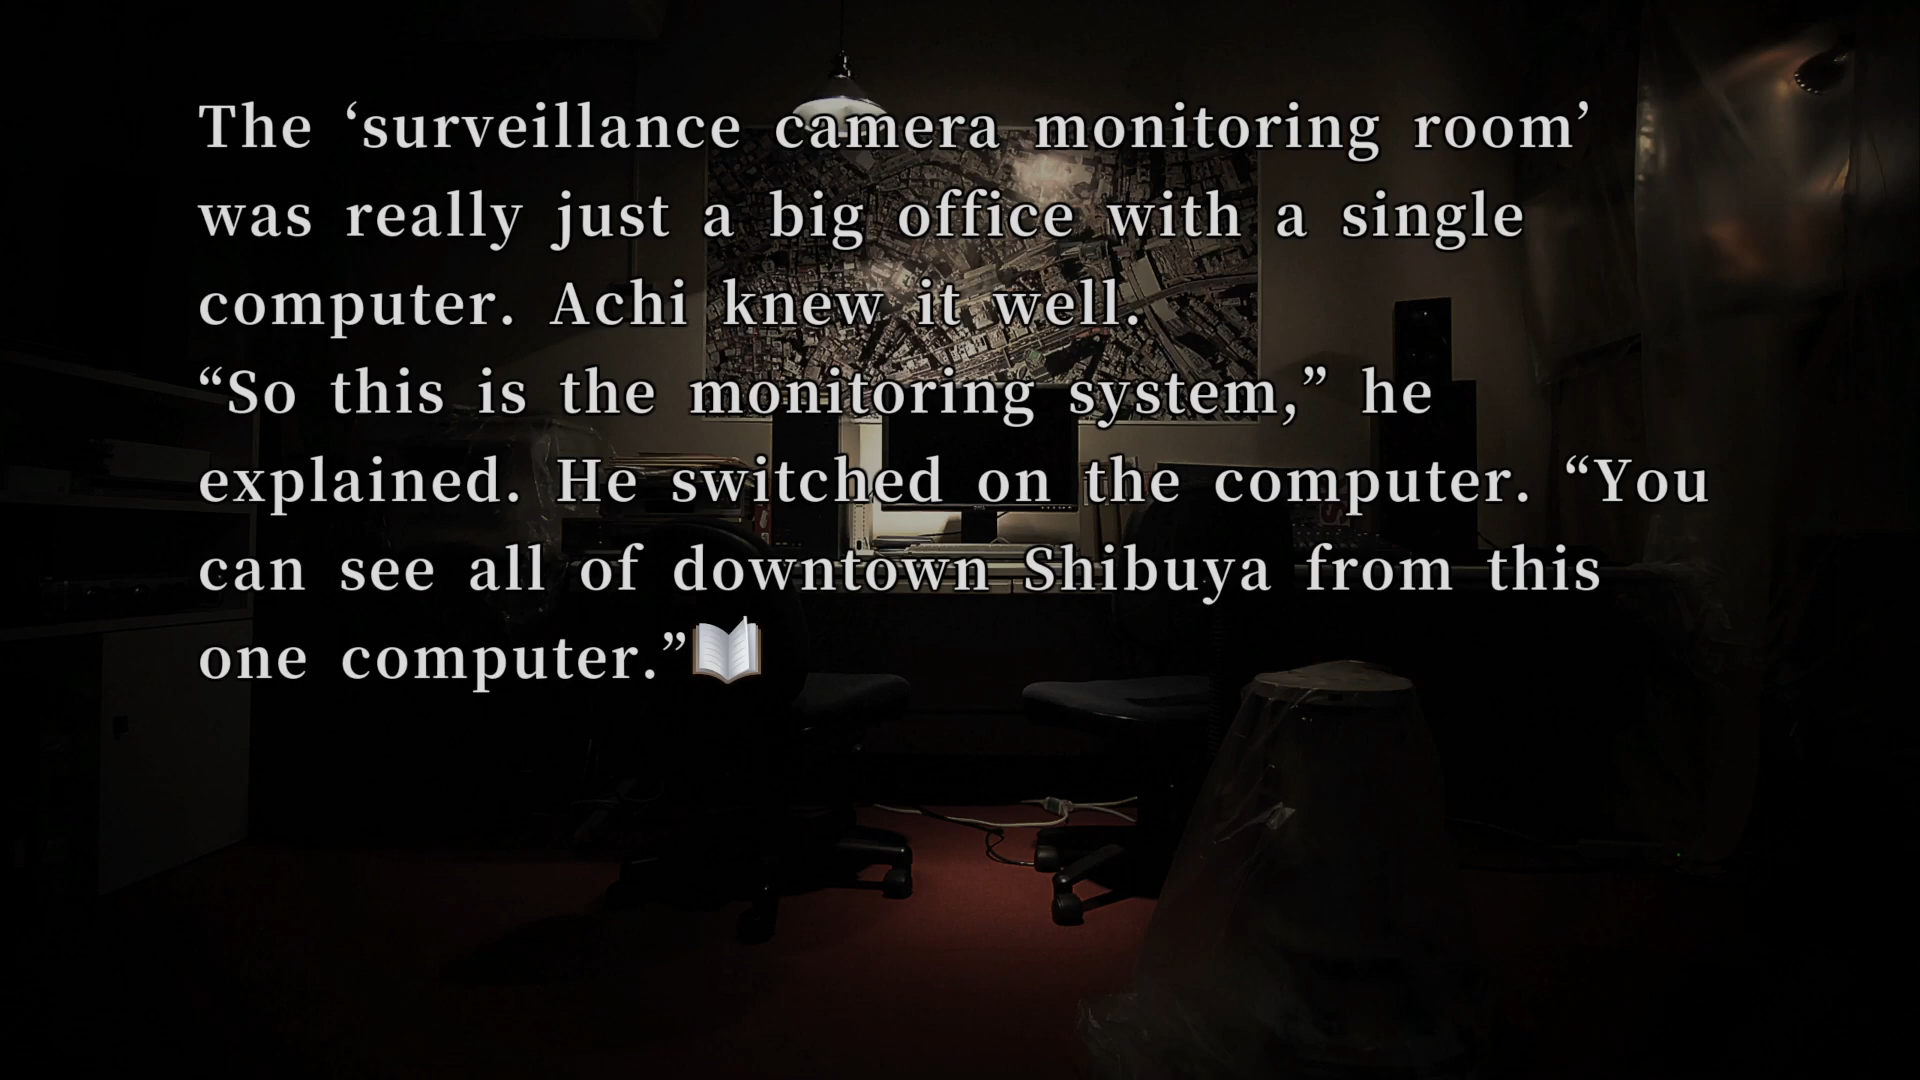 The ‘surveillance camera monitoring room’
was really just a big office with a single
computer. Achi knew it well.
“So this is the monitoring system,” he
explained. He switched on the computer. “You
can see all of downtown Shibuya from this
one computer.”